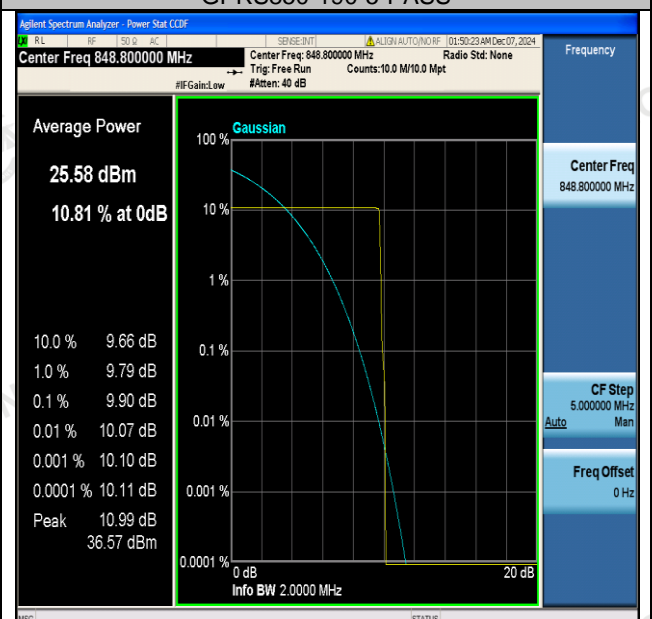 Agilent Spectrum Analyzer - Power Stat CCDF
RL RF 50 Ω AC SENSE:INT ALIGN AUTO/NO RF 01:50:23 AM Dec 07, 2024
Center Freq 848.800000 MHz
Center Freq: 848.800000 MHz Radio Std: None
Trig: Free Run Counts:10.0 M/10.0 Mpt
#IFGain:Low #Atten: 40 dB
Frequency
Average Power
25.58 dBm
10.81 % at 0dB
10.0 % 9.66 dB
1.0 % 9.79 dB
0.1 % 9.90 dB
0.01 % 10.07 dB
0.001 % 10.10 dB
0.0001 % 10.11 dB
Peak 10.99 dB
36.57 dBm
Gaussian
100 %
10 %
1 %
0.1 %
0.01 %
0.001 %
0.0001 %
0 dB 20 dB
Info BW 2.0000 MHz
Center Freq
848.800000 MHz
CF Step
5.000000 MHz
Auto Man
Freq Offset
0 Hz